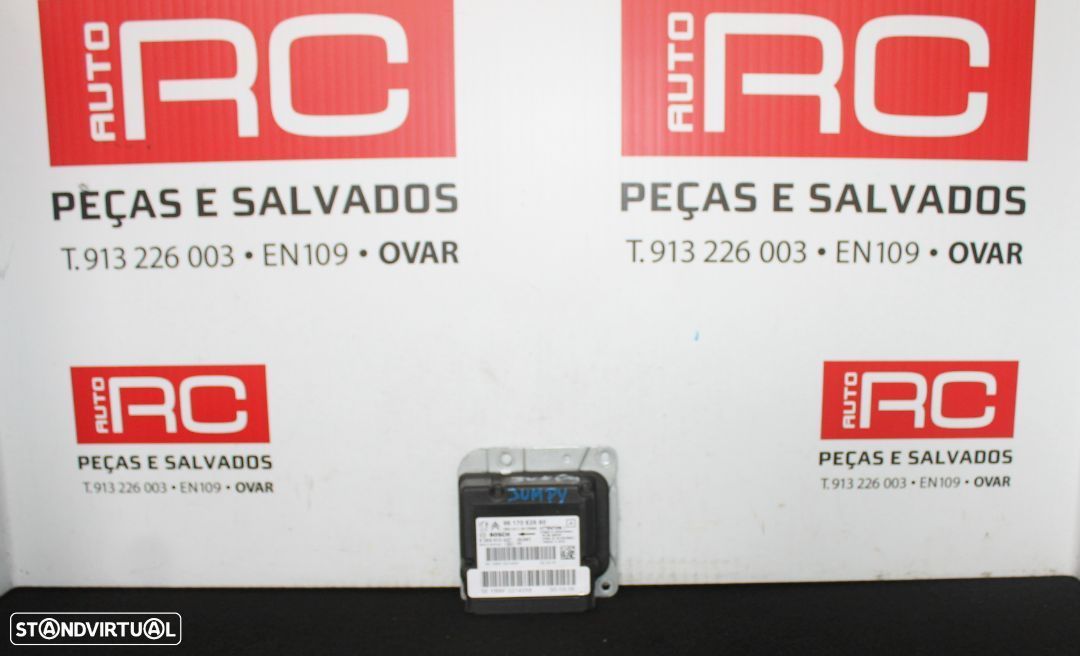 AUTO RC
PEÇAS E SALVADOS
T. 913 226 003 • EN109 • OVAR
AUTO RC
PEÇAS E SALVADOS
T. 913 226 003 • EN109 • OVAR
AUTO RC
PEÇAS E SALVADOS
T. 913 226 003 • EN109 • OVAR
AUTO RC
PEÇAS E SALVADOS
T. 913 226 003 • EN109 • OVAR
JUMPY
BOSCH
STANDVIRTUAL